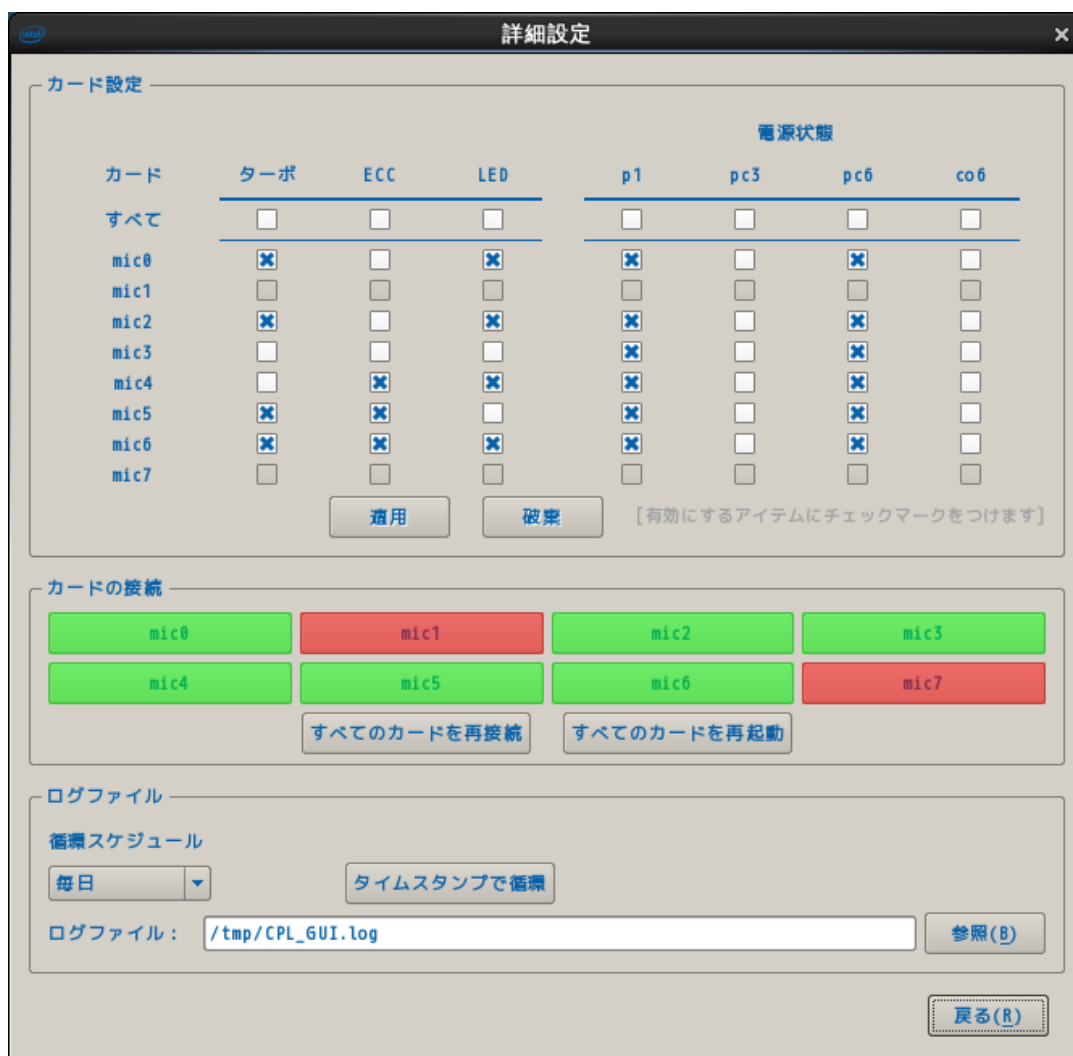 intel
詳細設定
カード設定
電源状態
カード ターボ ECC LED p1 pc3 pc6 co6
すべて
mic0
mic1
mic2
mic3
mic4
mic5
mic6
mic7
適用 破棄 [有効にするアイテムにチェックマークをつけます]
カードの接続
mic0 mic1 mic2 mic3
mic4 mic5 mic6 mic7
すべてのカードを再接続 すべてのカードを再起動
ログファイル
循環スケジュール
毎日 タイムスタンプで循環
ログファイル： /tmp/CPL_GUI.log 参照(B)
戻る(R)